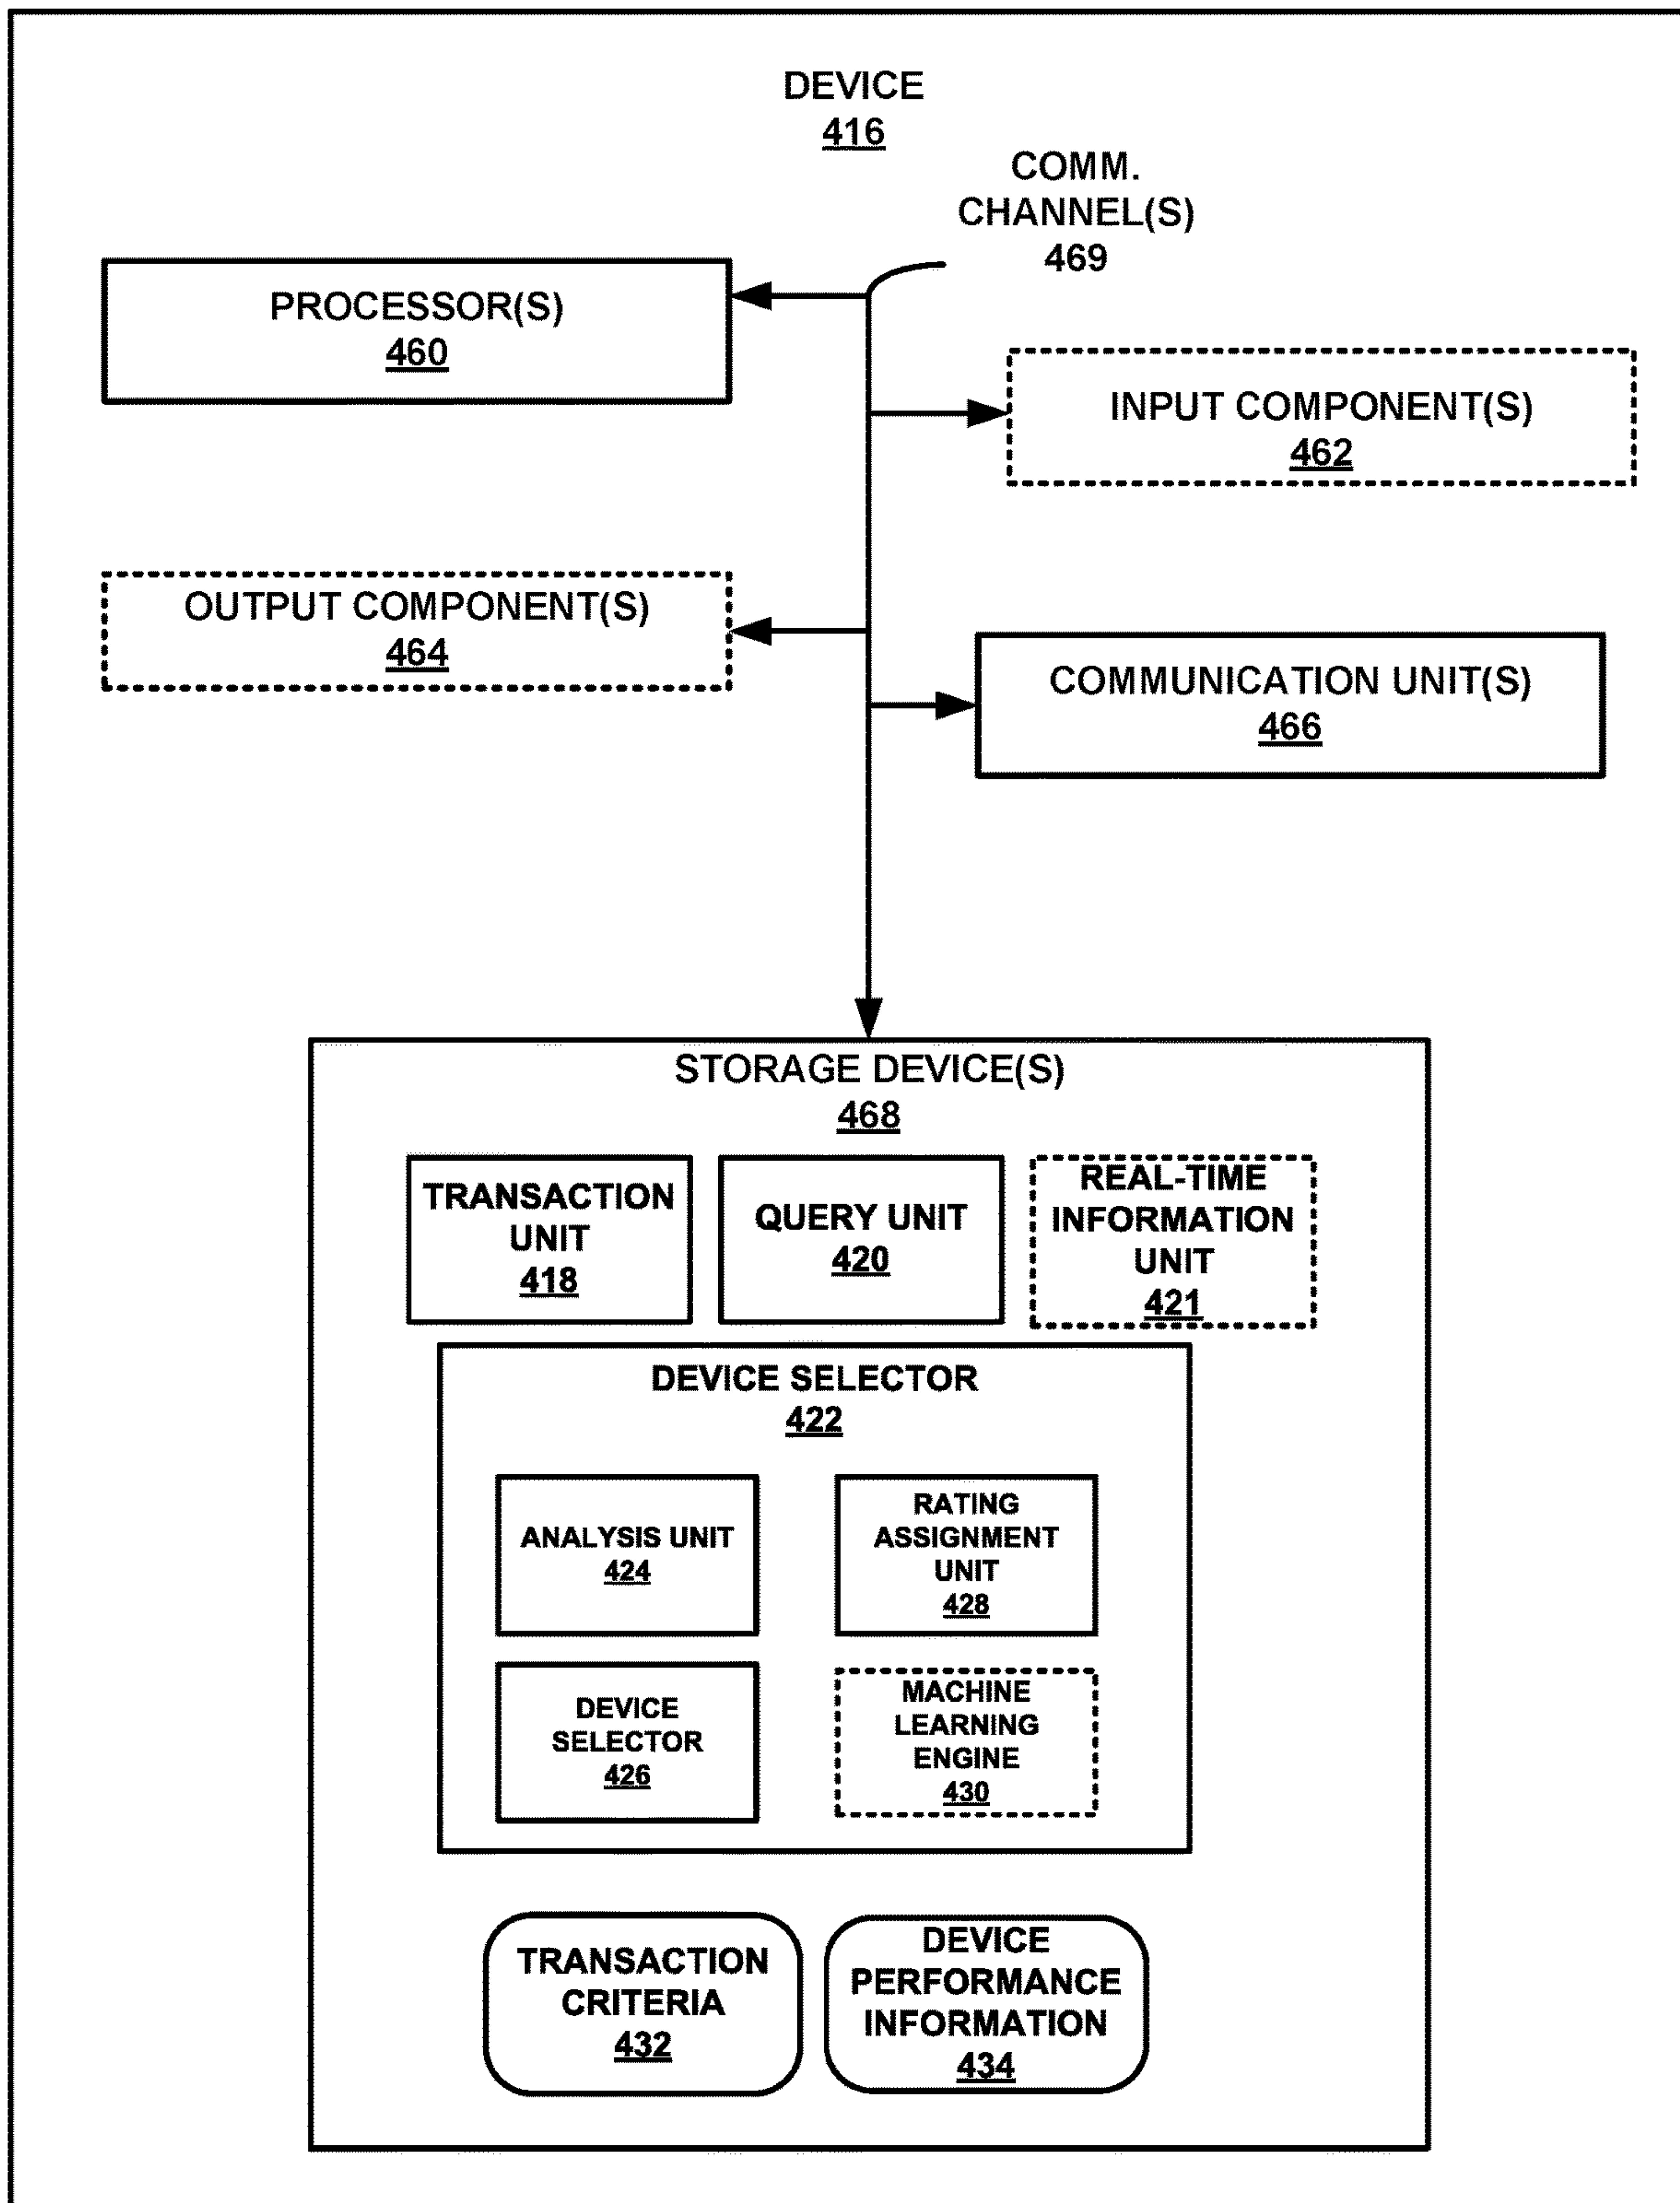 DEVICE
416
COMM.
CHANNEL(S)
469
PROCESSOR(S)
460
INPUT COMPONENT(S)
462
OUTPUT COMPONENT(S)
464
COMMUNICATION UNIT(S)
466
STORAGE DEVICE(S)
468
TRANSACTION
UNIT
418
QUERY UNIT
420
REAL-TIME
INFORMATION
UNIT
421
DEVICE SELECTOR
422
ANALYSIS UNIT
424
RATING
ASSIGNMENT
UNIT
428
DEVICE
SELECTOR
426
MACHINE
LEARNING
ENGINE
430
TRANSACTION
CRITERIA
432
DEVICE
PERFORMANCE
INFORMATION
434